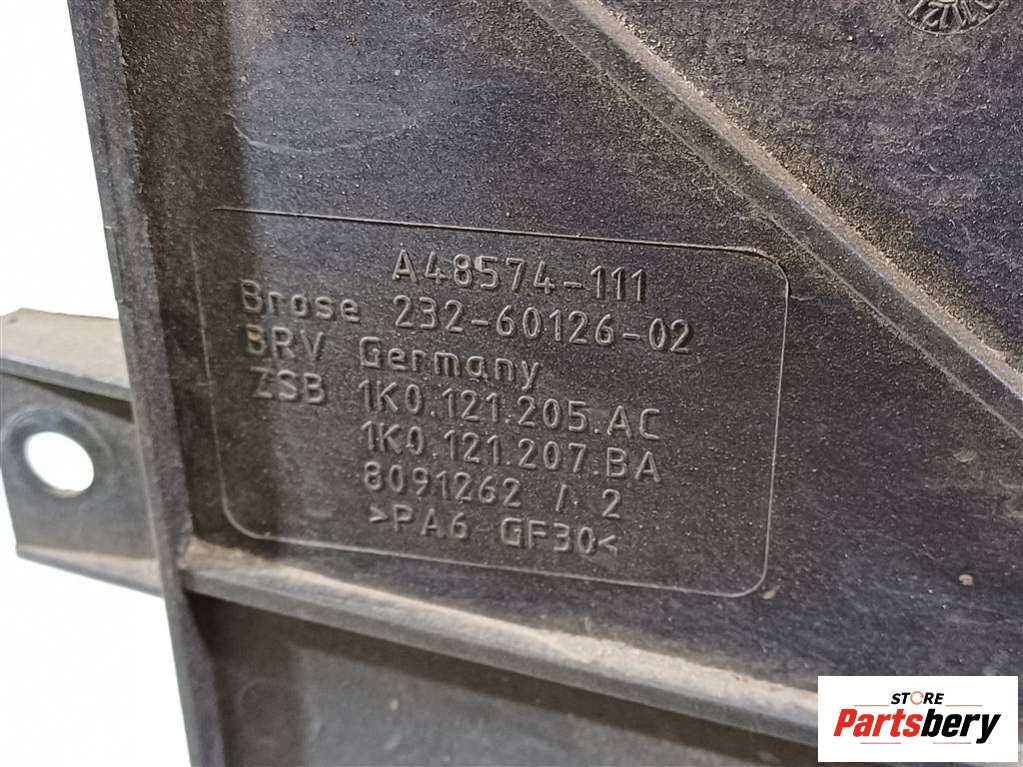 A48574-111
Brose 232-60126-02
BRV Germany
ZSB 1K0.121.205.AC
1K0.121.207.BA
8091262 / 2
>PA6 GF30<
STORE
Partsbery